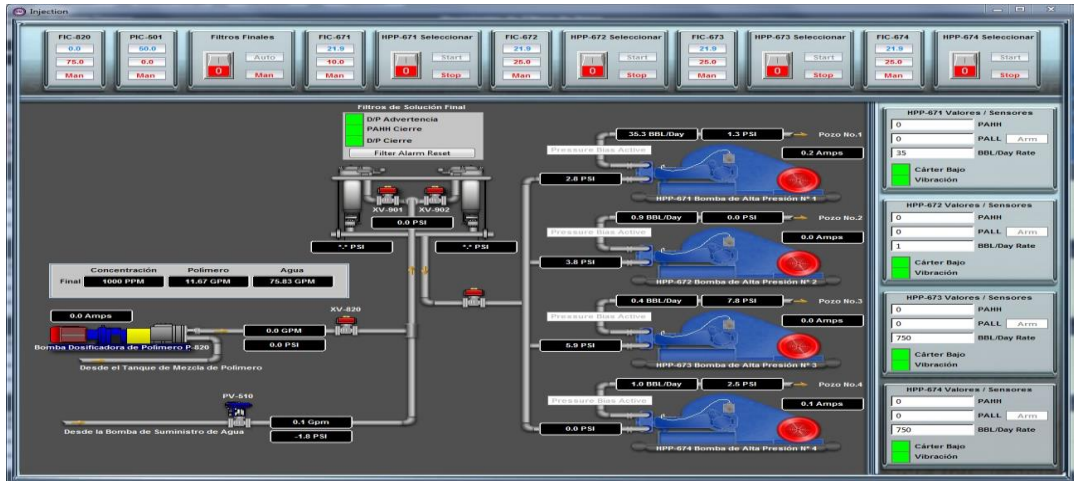 Injection
FIC-820
0.0
75.0
Man
PIC-501
50.0
0.0
Man
Filtros Finales
0
Auto
Man
FIC-671
21.9
10.0
Man
HPP-671 Seleccionar
0
Start
Stop
FIC-672
21.9
25.0
Man
HPP-672 Seleccionar
0
Start
Stop
FIC-673
21.9
25.0
Man
HPP-673 Seleccionar
0
Start
Stop
FIC-674
21.9
25.0
Man
HPP-674 Seleccionar
0
Start
Stop
Filtros de Solución Final
D/P Advertencia
PAHH Cierre
D/P Cierre
Filter Alarm Reset
XV-901 XV-902
0.0 PSI
*.* PSI
*.* PSI
Concentración Polimero Agua
Final 1000 PPM 11.67 GPM 75.83 GPM
0.0 Amps
XV-820
0.0 GPM
0.0 PSI
Bomba Dosificadora de Polimero P-820
Desde el Tanque de Mezcla de Polimero
PV-510
0.1 Gpm
-1.8 PSI
Desde la Bomba de Suministro de Agua
35.3 BBL/Day 1.3 PSI Pozo No.1
Pressure Bias Active
0.2 Amps
2.8 PSI
HPP-671 Bomba de Alta Presión N° 1
0.9 BBL/Day 0.0 PSI Pozo No.2
Pressure Bias Active
0.0 Amps
3.8 PSI
HPP-672 Bomba de Alta Presión N° 2
0.4 BBL/Day 7.8 PSI Pozo No.3
Pressure Bias Active
0.0 Amps
5.9 PSI
HPP-673 Bomba de Alta Presión N° 3
1.0 BBL/Day 2.5 PSI Pozo No.4
Pressure Bias Active
0.1 Amps
0.0 PSI
HPP-674 Bomba de Alta Presión N° 4
HPP-671 Valores / Sensores
0 PAHH
0 PALL Arm
35 BBL/Day Rate
Cárter Bajo
Vibración
HPP-672 Valores / Sensores
0 PAHH
0 PALL Arm
1 BBL/Day Rate
Cárter Bajo
Vibración
HPP-673 Valores / Sensores
0 PAHH
0 PALL Arm
750 BBL/Day Rate
Cárter Bajo
Vibración
HPP-674 Valores / Sensores
0 PAHH
0 PALL Arm
750 BBL/Day Rate
Cárter Bajo
Vibración